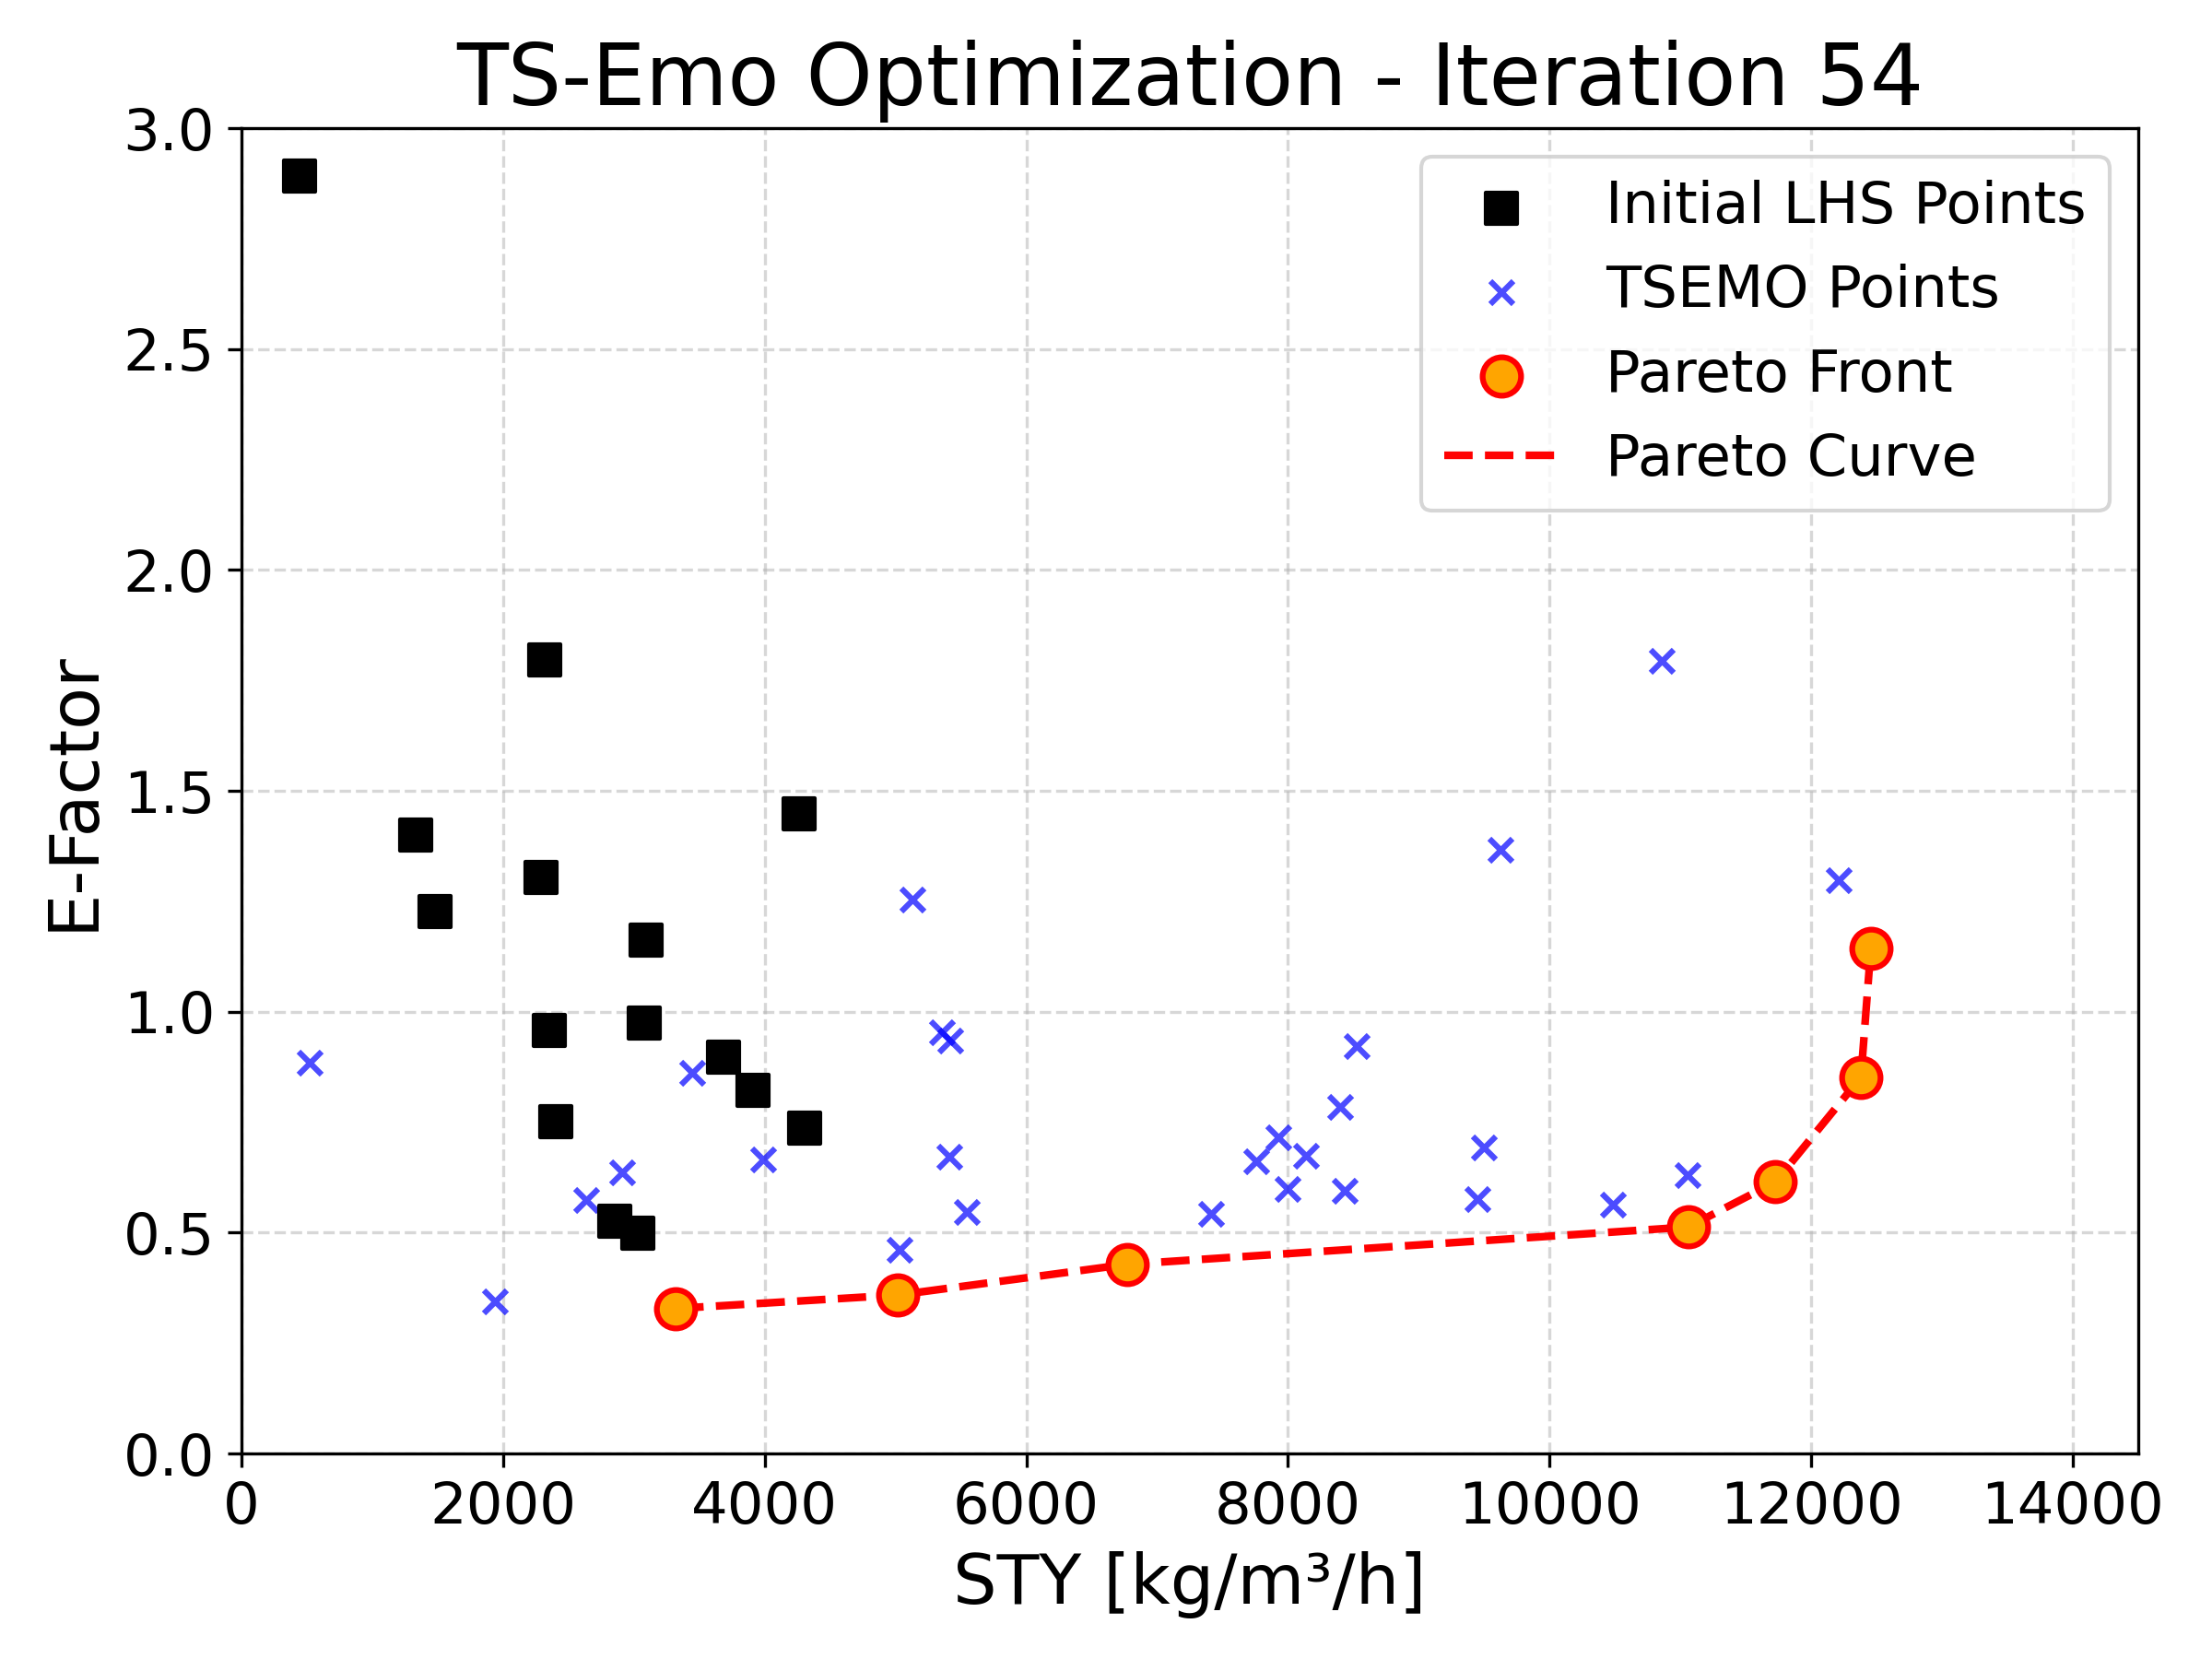 TS-Emo Optimization - Iteration 54
3.0
2.5
2.0
1.5
1.0
0.5
0.0
E-Factor
Initial LHS Points
TSEMO Points
Pareto Front
Pareto Curve
0 2000 4000 6000 8000 10000 12000 14000
STY [kg/m³/h]